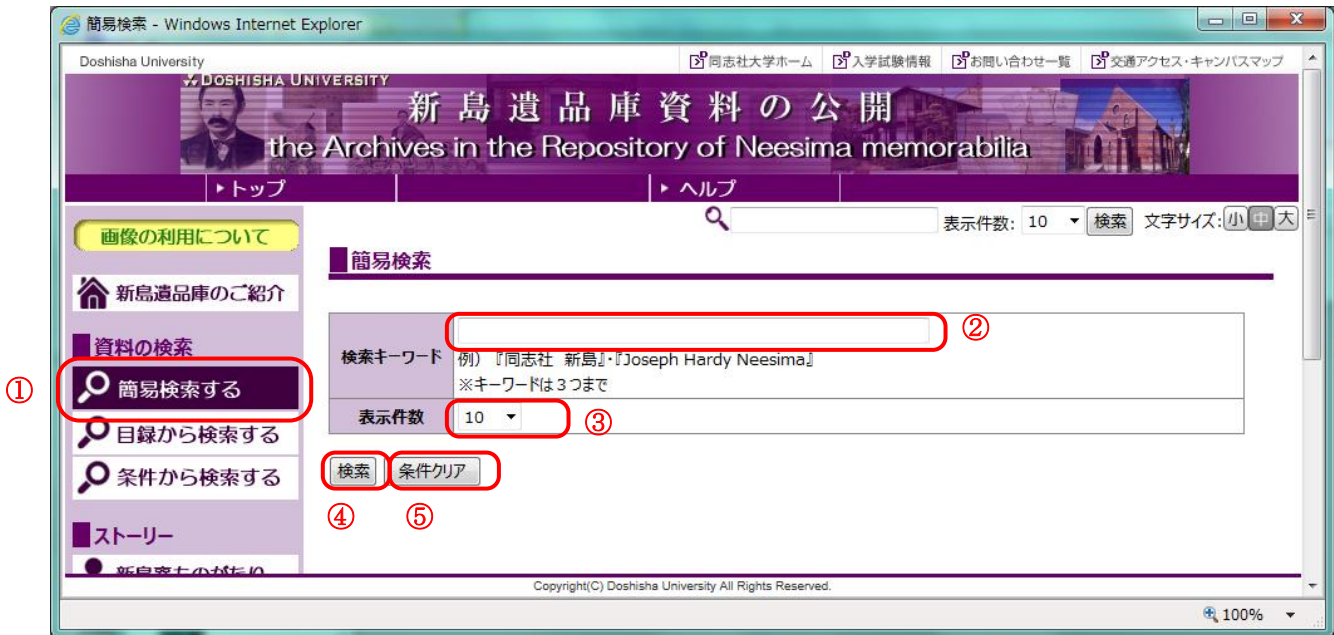 簡易検索 - Windows Internet Explorer
Doshisha University
同志社大学ホーム 入学試験情報 お問い合わせ一覧 交通アクセス・キャンパスマップ
DOSHISHA UNIVERSITY
新島遺品庫資料の公開
the Archives in the Repository of Neesima memorabilia
トップ
ヘルプ
表示件数: 10 検索 文字サイズ: 小 中 大
画像の利用について
新島遺品庫のご紹介
資料の検索
① 簡易検索する
目録から検索する
条件から検索する
ストーリー
新島襄ものがたり
簡易検索
検索キーワード ②
例) 『同志社 新島』・『Joseph Hardy Neesima』
※キーワードは3つまで
表示件数 10 ③
検索 条件クリア
④ ⑤
Copyright(C) Doshisha University All Rights Reserved.
100%